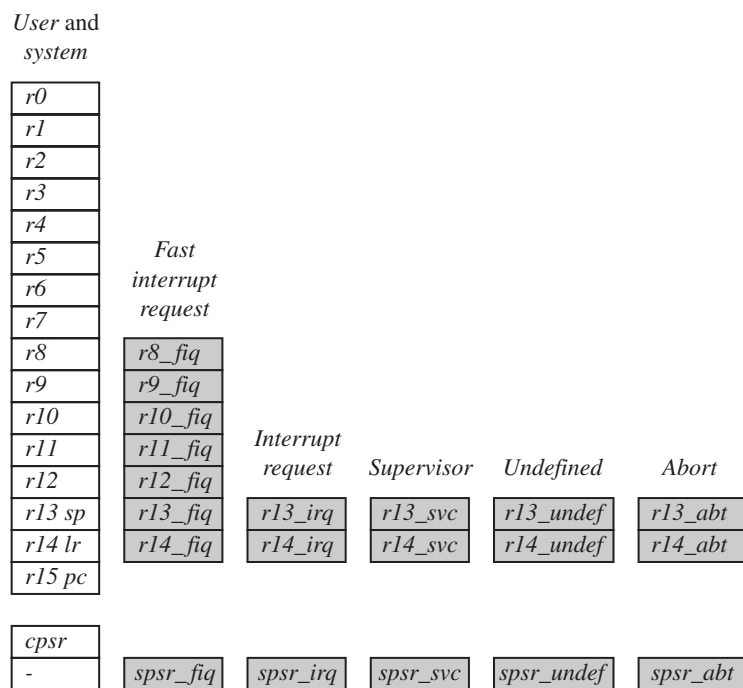 User and
system
r0
r1
r2
r3
r4
r5
r6
r7
r8
r9
r10
r11
r12
r13 sp
r14 lr
r15 pc
cpsr
-
Fast
interrupt
request
r8_fiq
r9_fiq
r10_fiq
r11_fiq
r12_fiq
r13_fiq
r14_fiq
spsr_fiq
Interrupt
request
r13_irq
r14_irq
spsr_irq
Supervisor
r13_svc
r14_svc
spsr_svc
Undefined
r13_undef
r14_undef
spsr_undef
Abort
r13_abt
r14_abt
spsr_abt